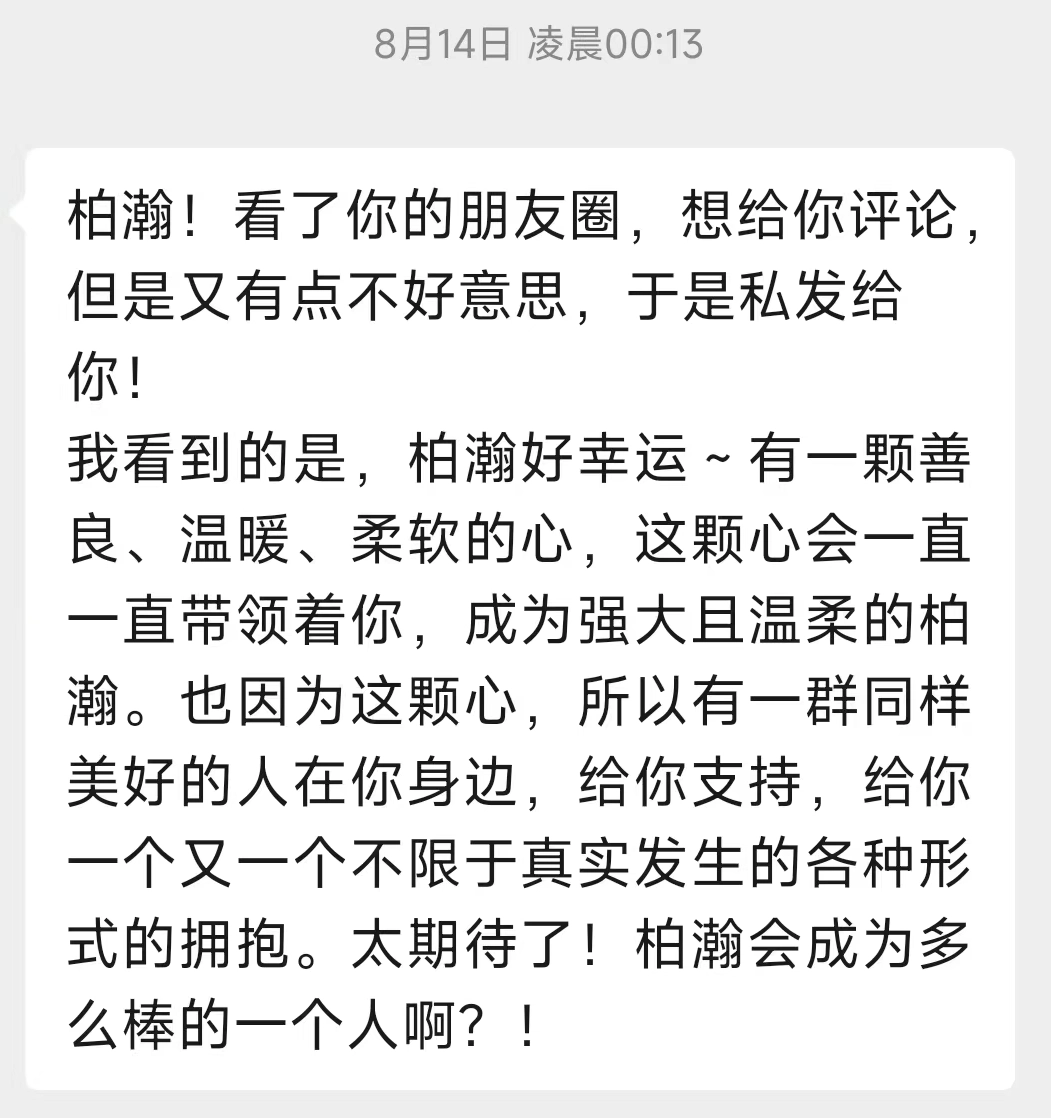 8月14日 凌晨00:13
柏瀚！看了你的朋友圈，想给你评论，
但是又有点不好意思，于是私发给
你！
我看到的是，柏瀚好幸运～有一颗善
良、温暖、柔软的心，这颗心会一直
一直带领着你，成为强大且温柔的柏
瀚。也因为这颗心，所以有一群同样
美好的人在你身边，给你支持，给你
一个又一个不限于真实发生的各种形
式的拥抱。太期待了！柏瀚会成为多
么棒的一个人啊？！